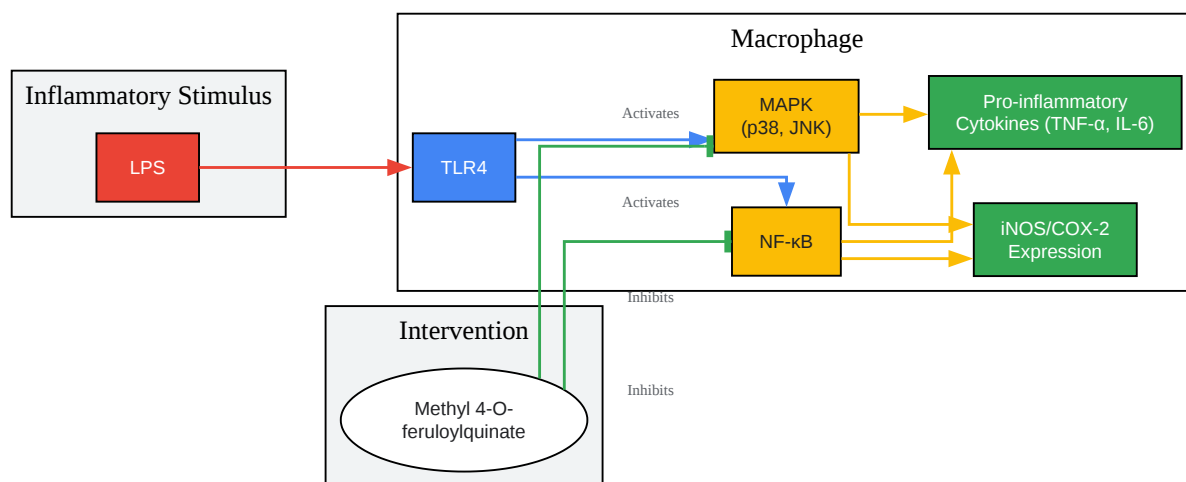 Macrophage
Inflammatory Stimulus
LPS
TLR4
Activates
MAPK
(p38, JNK)
Pro-inflammatory
Cytokines (TNF-α, IL-6)
Activates
NF-κB
iNOS/COX-2
Expression
Inhibits
Intervention
Inhibits
Methyl 4-O-
feruloylquinate